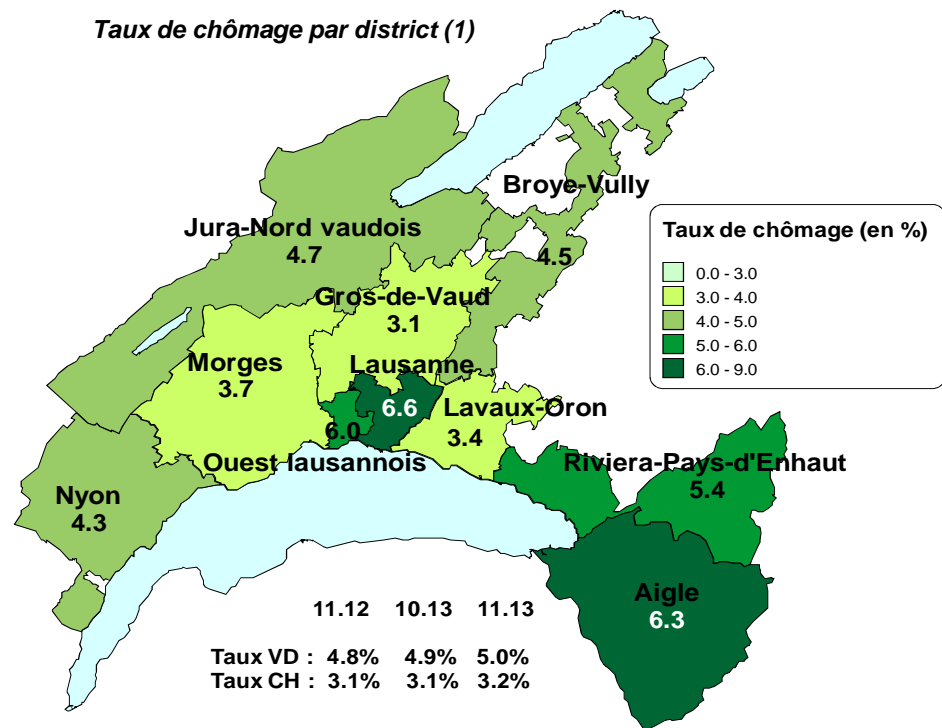 Taux de chômage par district (1)
Broye-Vully
4.5
Jura-Nord vaudois
4.7
Gros-de-Vaud
3.1
Morges
3.7
Lausanne
6.6
6.0
Ouest lausannois
Lavaux-Oron
3.4
Riviera-Pays-d'Enhaut
5.4
Nyon
4.3
Aigle
6.3
Taux de chômage (en %)
0.0 - 3.0
3.0 - 4.0
4.0 - 5.0
5.0 - 6.0
6.0 - 9.0
11.12 10.13 11.13
Taux VD : 4.8% 4.9% 5.0%
Taux CH : 3.1% 3.1% 3.2%